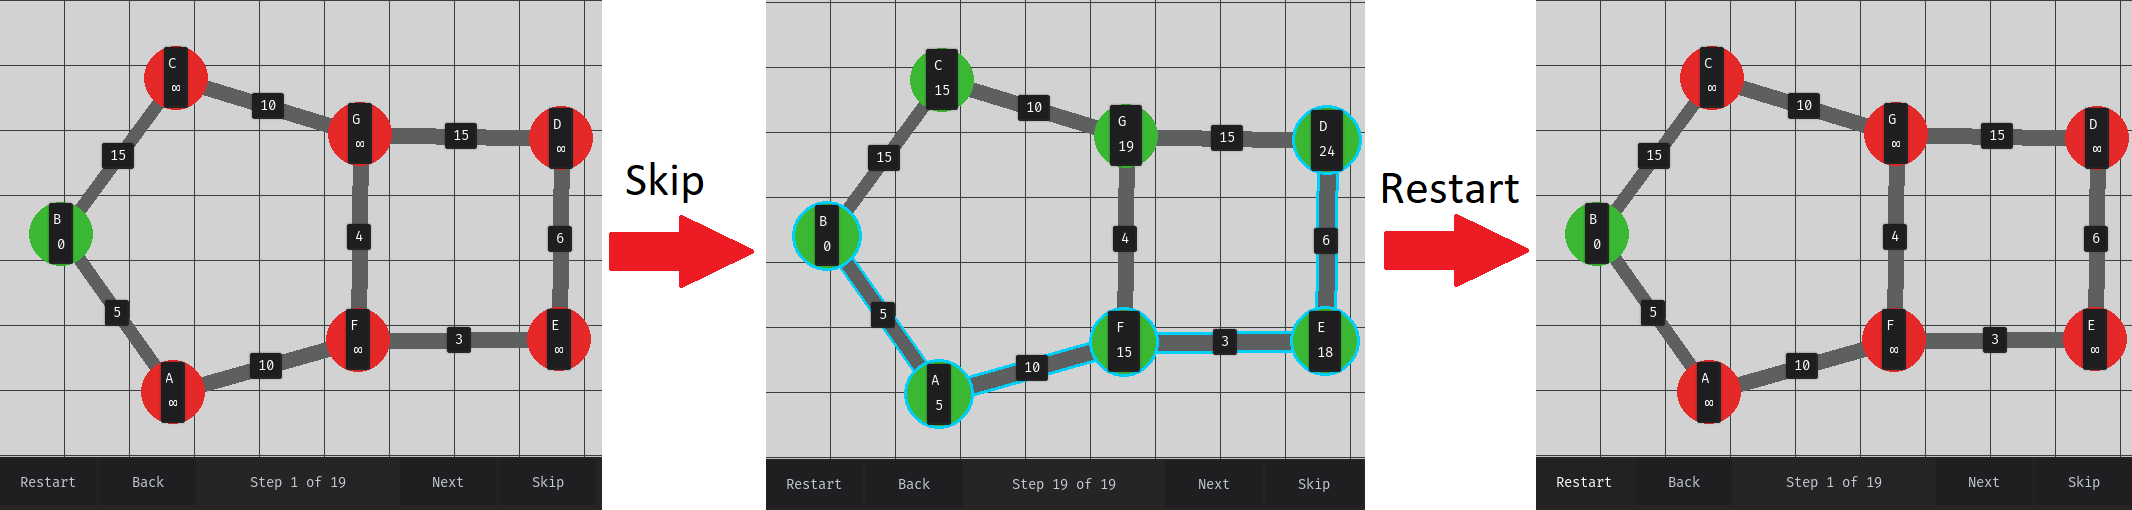 C
∞
10
G
∞
15
D
∞
15
B
0
4
6
5
F
∞
3
E
∞
10
A
∞
Restart
Back
Step 1 of 19
Next
Skip
Skip
C
15
10
G
19
15
D
24
15
B
0
4
6
5
F
15
3
E
18
10
A
5
Restart
Back
Step 19 of 19
Next
Skip
Restart
C
∞
10
G
∞
15
D
∞
15
B
0
4
6
5
F
∞
3
E
∞
10
A
∞
Restart
Back
Step 1 of 19
Next
Skip